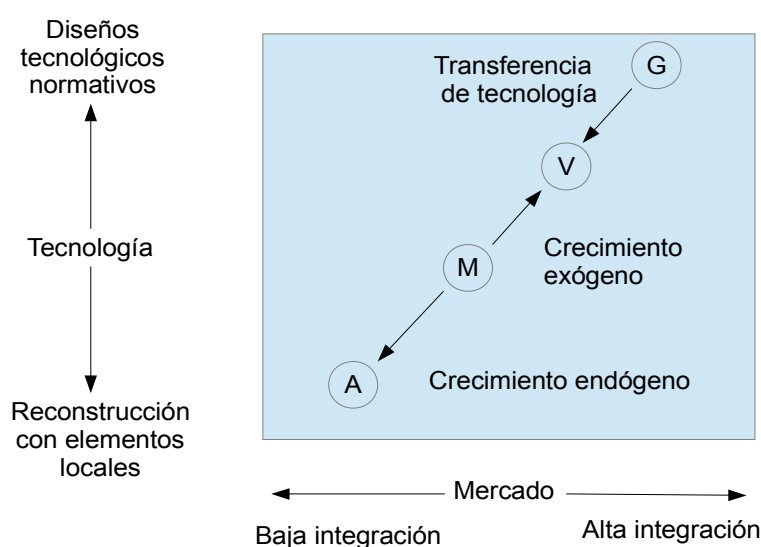 Diseños
tecnológicos
normativos
Tecnología
Reconstrucción
con elementos
locales
Transferencia
de tecnología
G
V
M
Crecimiento
exógeno
A
Crecimiento endógeno
Mercado
Baja integración
Alta integración